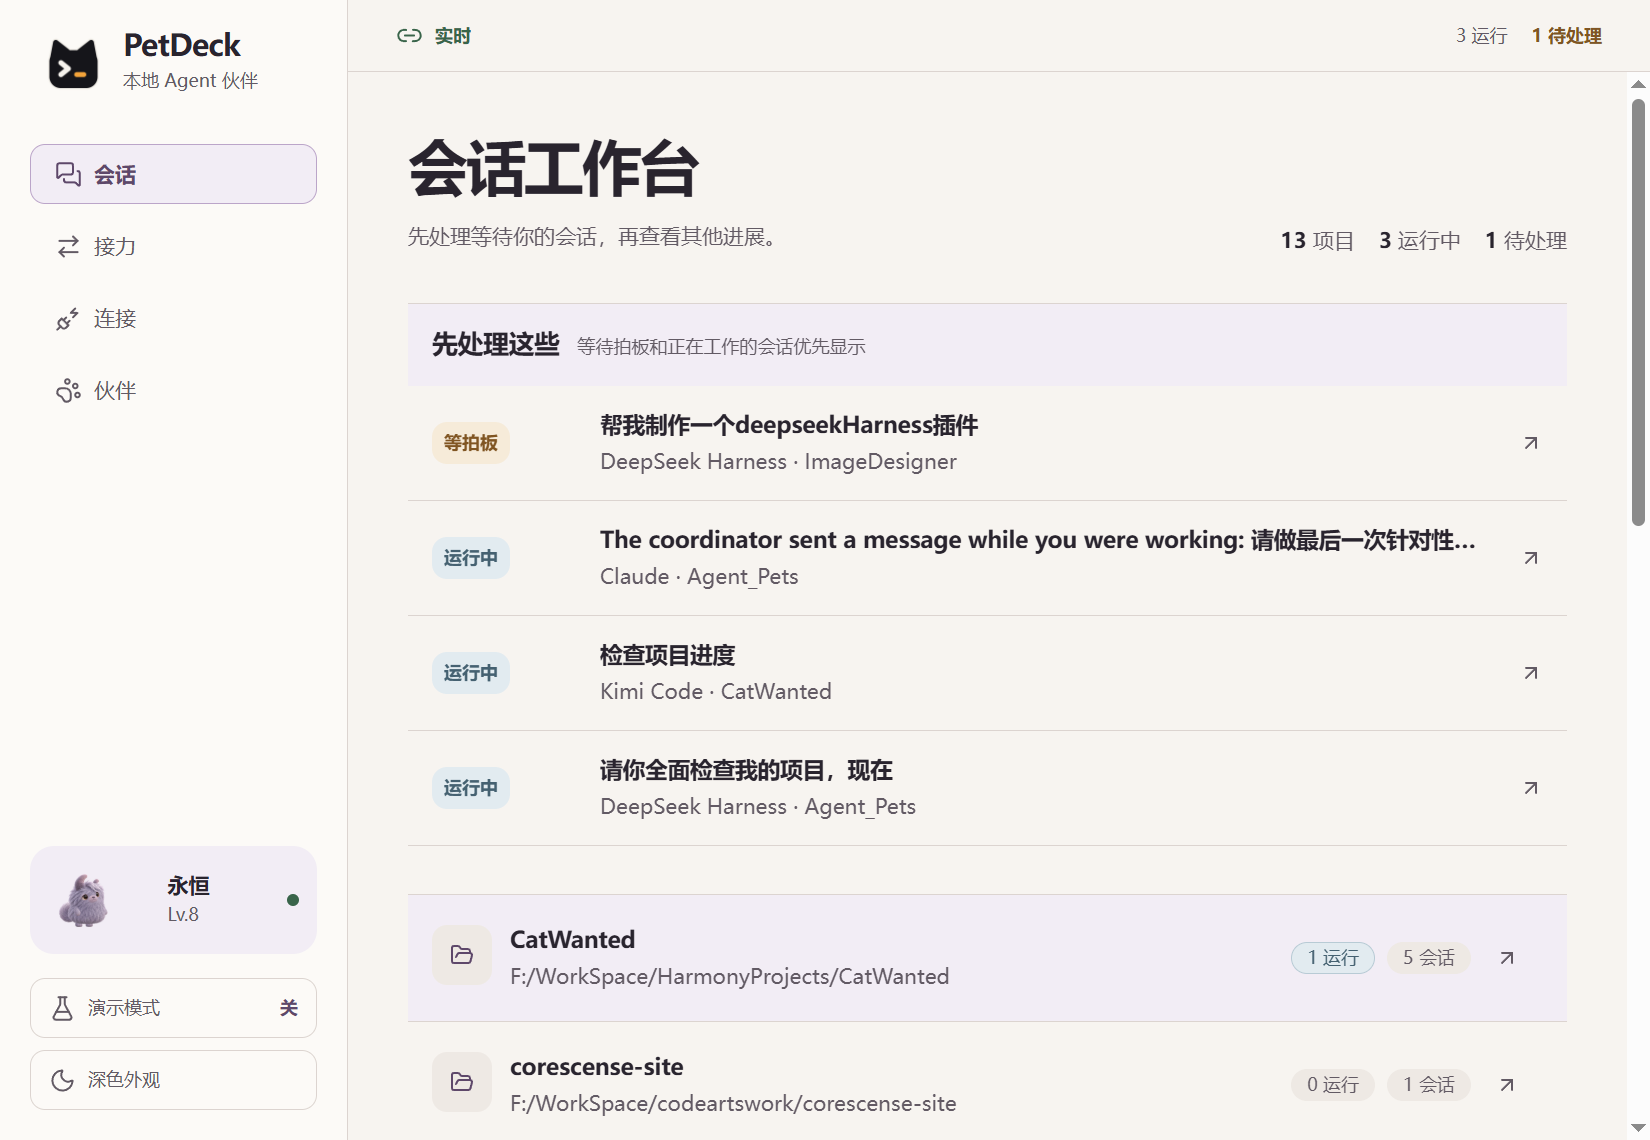 PetDeck
本地 Agent 伙伴
会话
接力
连接
伙伴
永恒
Lv.8
演示模式 关
深色外观
实时
3 运行 1 待处理
会话工作台
先处理等待你的会话，再查看其他进展。
13 项目 3 运行中 1 待处理
先处理这些 等待拍板和正在工作的会话优先显示
等拍板
帮我制作一个deepseekHarness插件
DeepSeek Harness · ImageDesigner
运行中
The coordinator sent a message while you were working: 请做最后一次针对性...
Claude · Agent_Pets
运行中
检查项目进度
Kimi Code · CatWanted
运行中
请你全面检查我的项目，现在
DeepSeek Harness · Agent_Pets
CatWanted
F:/WorkSpace/HarmonyProjects/CatWanted
1 运行 5 会话
corescense-site
F:/WorkSpace/codeartswork/corescense-site
0 运行 1 会话